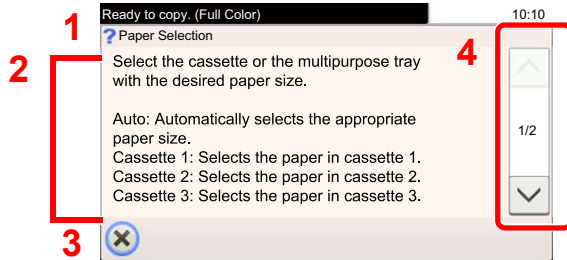 Ready to copy. (Full Color) 10:10
1
? Paper Selection
4
2
Select the cassette or the multipurpose tray
with the desired paper size.
Auto: Automatically selects the appropriate
paper size.
1/2
Cassette 1: Selects the paper in cassette 1.
Cassette 2: Selects the paper in cassette 2.
Cassette 3: Selects the paper in cassette 3.
3